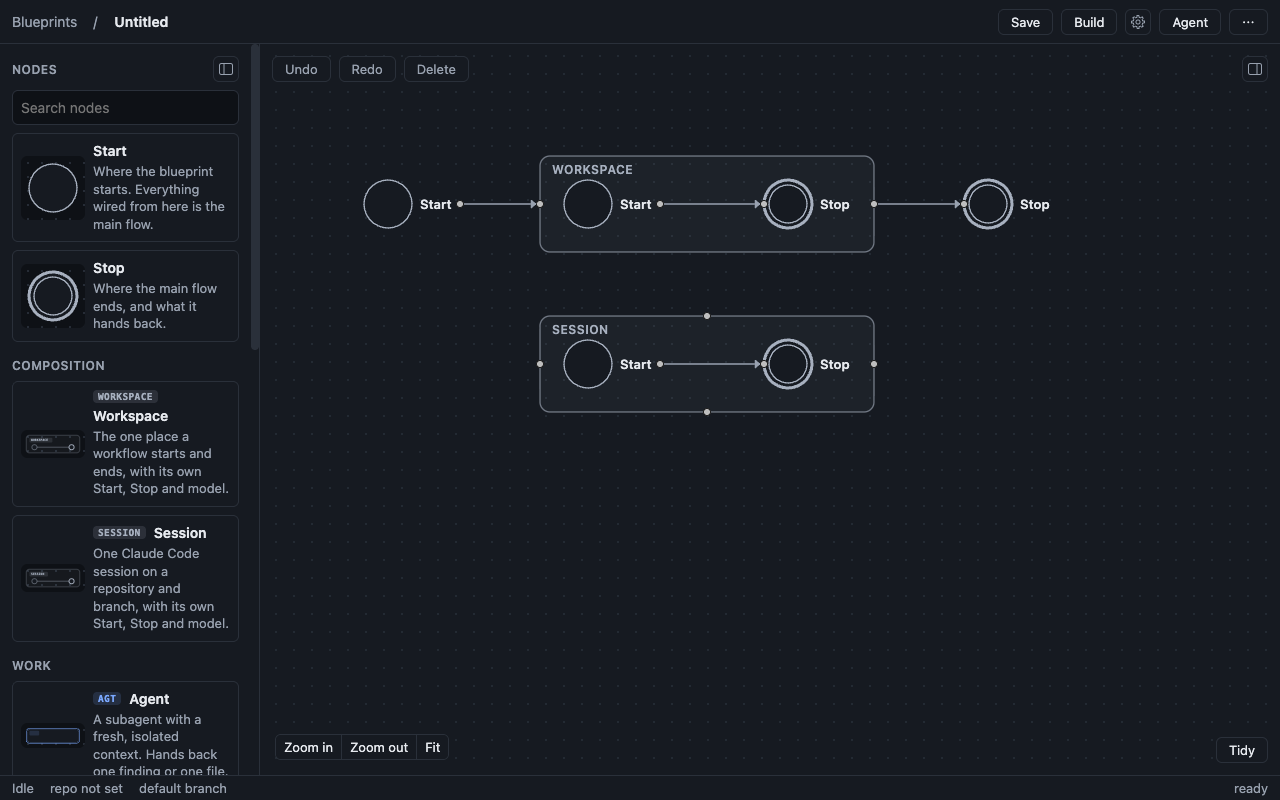 Blueprints / Untitled
Save
Build
Agent
...
NODES
Undo
Redo
Delete
Search nodes
Start
Where the blueprint
starts. Everything
wired from here is the
main flow.
Stop
Where the main flow
ends, and what it
hands back.
COMPOSITION
WORKSPACE
WORKSPACE
Workspace
The one place a
workflow starts and
ends, with its own
Start, Stop and model.
SESSION
SESSION Session
One Claude Code
session on a
repository and
branch, with its own
Start, Stop and model.
WORK
AGT Agent
A subagent with a
fresh, isolated
context. Hands back
one finding or one file.
Start
WORKSPACE
Start
Stop
Stop
SESSION
Start
Stop
Zoom in
Zoom out
Fit
Tidy
Idle
repo not set
default branch
ready